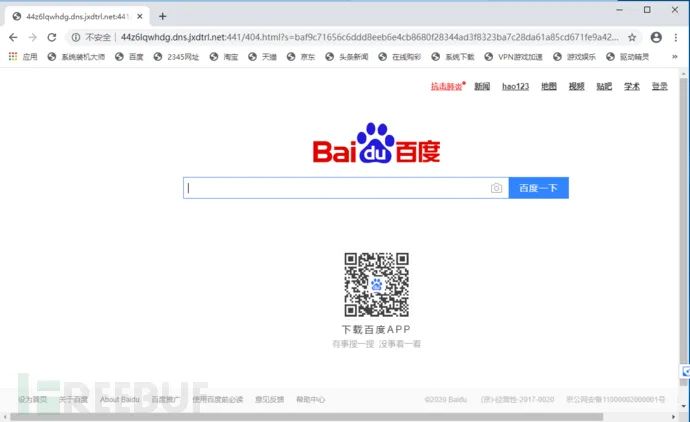 44z6lqwhdg.dns.jxdtrl.net:441
不安全 | 44z6lqwhdg.dns.jxdtrl.net:441/404.html?s=baf9c71656c6ddd8eeb6e4cb8680f28344ad3f8323ba7c28da61a85cd671fe9a42...
应用 系统装机大师 百度 2345网址 淘宝 天猫 京东 头条新闻 在线购彩 系统下载 VPN游戏加速 游戏娱乐 驱动精灵 »
抗击肺炎 新闻 hao123 地图 视频 贴吧 学术 登录
Baidu百度
百度一下
下载百度APP
有事搜一搜 没事看一看
设为首页 关于百度 About Baidu 百度推广 使用百度前必读 意见反馈 帮助中心 ©2020 Baidu (京)-经营性-2017-0020 京公网安备11000002000001号
FREEBUF